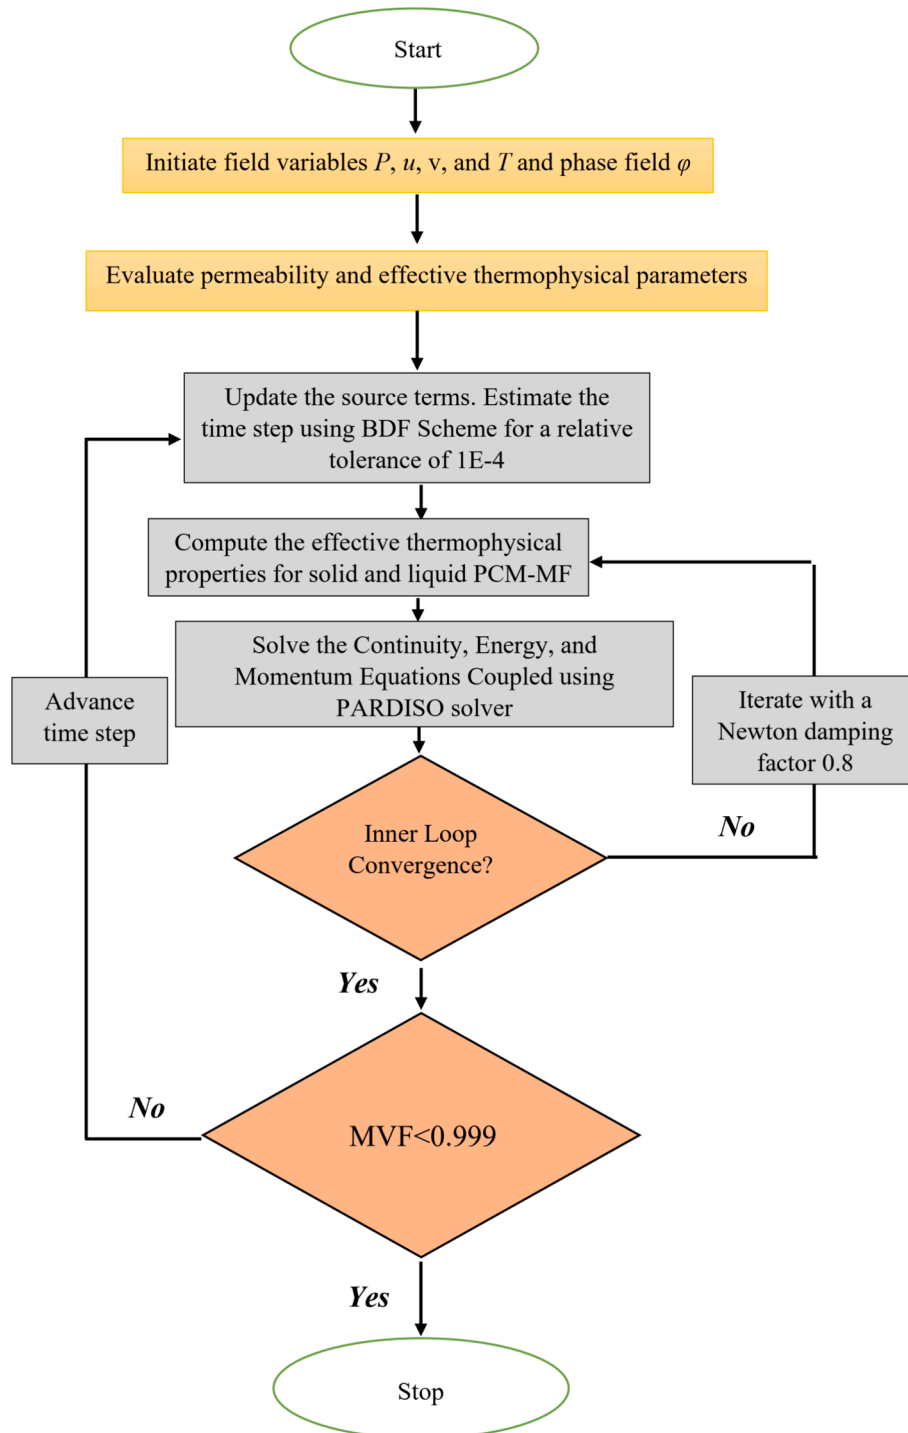 Start
Initiate field variables P, u, v, and T and phase field φ
Evaluate permeability and effective thermophysical parameters
Update the source terms. Estimate the
time step using BDF Scheme for a relative
tolerance of 1E-4
Compute the effective thermophysical
properties for solid and liquid PCM-MF
Solve the Continuity, Energy, and
Momentum Equations Coupled using
PARDISO solver
Advance
time step
Iterate with a
Newton damping
factor 0.8
Inner Loop
Convergence?
No
Yes
MVF<0.999
No
Yes
Stop